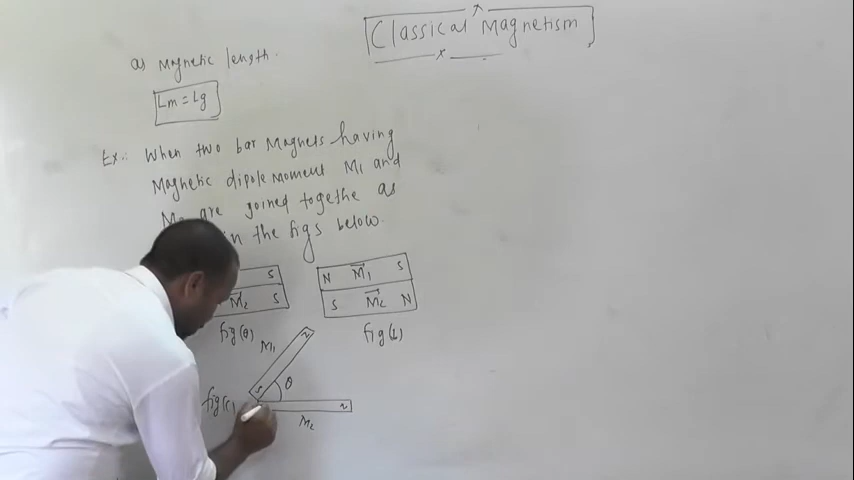 Classical Magnetism
as Magnetic length.
Lm = Lg
Ex:. When two bar Magnets having
Magnetic dipole moment M1 and
are joined togethe as
in the figs below.
S
M2 S
fig(a)
N M1 S
S M2 N
fig(b)
M1
N
S
θ
fig(c)
N
M2